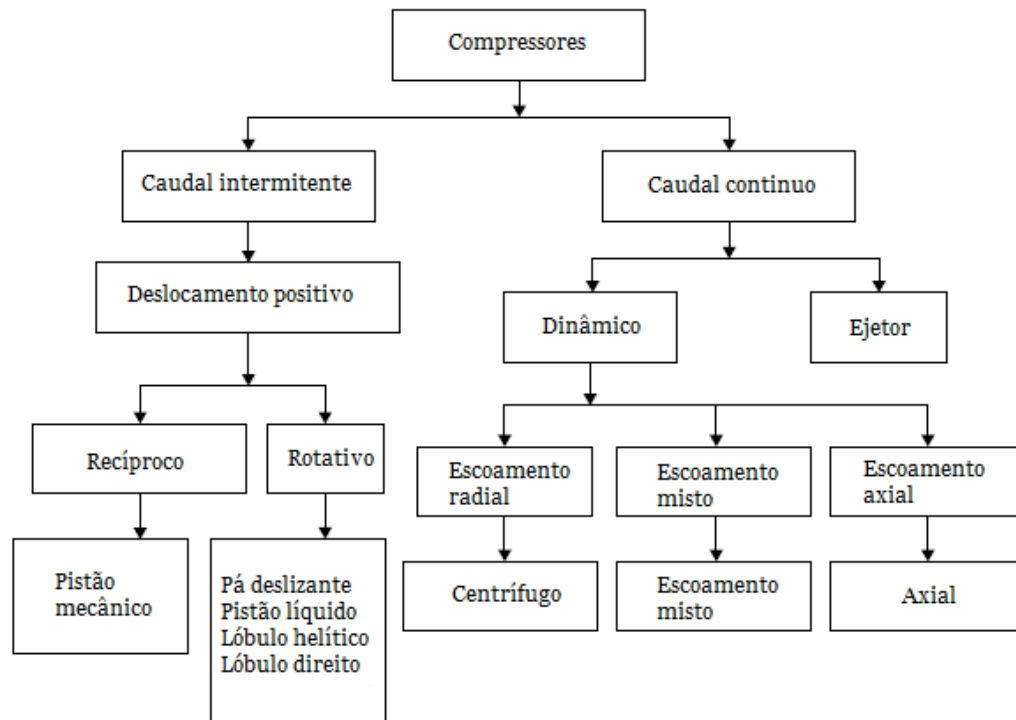 Compressores
Caudal intermitente
Caudal continuo
Deslocamento positivo
Dinâmico
Ejetor
Recíproco
Rotativo
Escoamento
radial
Escoamento
misto
Escoamento
axial
Pistão
mecânico
Pá deslizante
Pistão líquido
Lóbulo helítico
Lóbulo direito
Centrífugo
Escoamento
misto
Axial